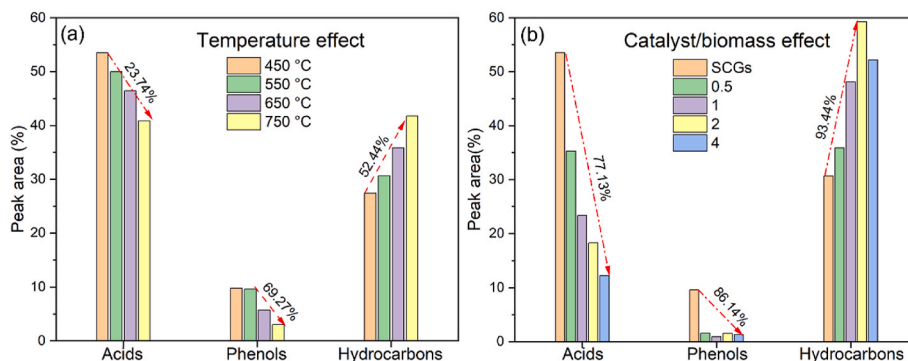 (a)
Temperature effect
450 °C
550 °C
650 °C
750 °C
Peak area (%)
60
50
40
30
20
10
0
23.74%
69.27%
52.44%
Acids
Phenols
Hydrocarbons
(b)
Catalyst/biomass effect
SCGs
0.5
1
2
4
Peak area(%)
60
50
40
30
20
10
0
77.13%
86.14%
93.44%
Acids
Phenols
Hydrocarbons